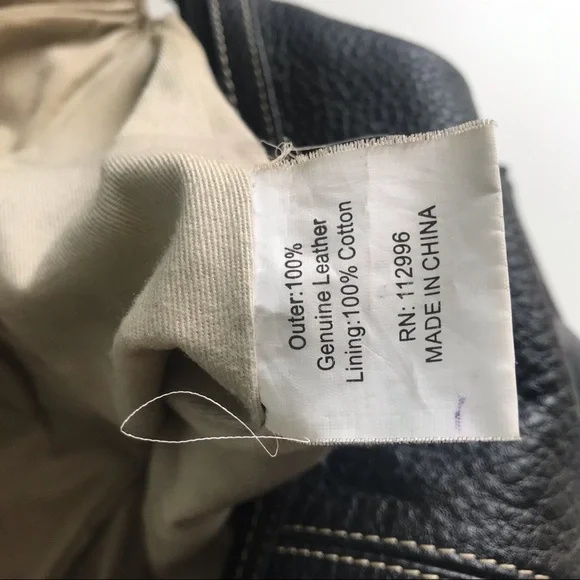 Outer:100%
Genuine Leather
Lining:100% Cotton
RN: 112996
MADE IN CHINA